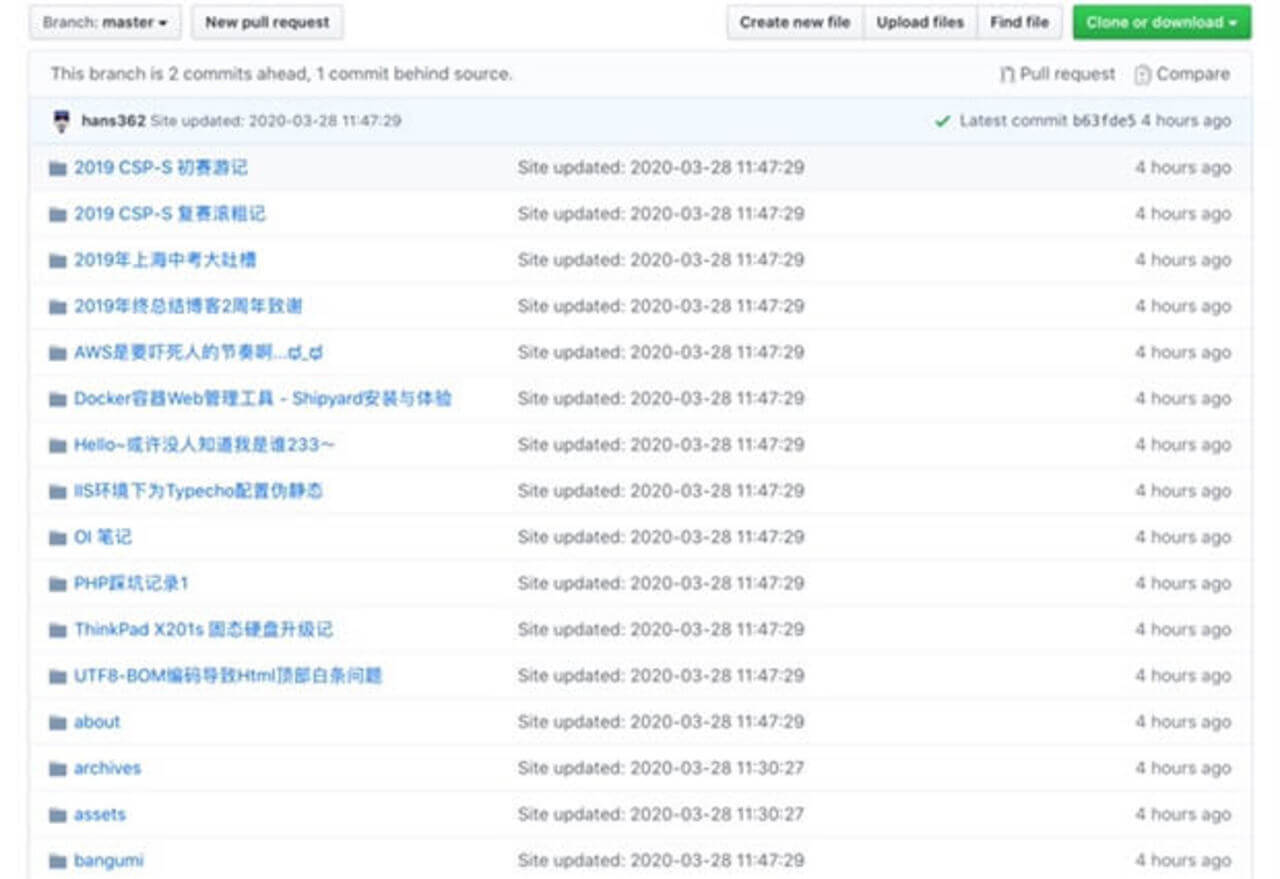 Branch: master New pull request Create new file Upload files Find file Clone or download
This branch is 2 commits ahead, 1 commit behind source. Pull request Compare
hans362 Site updated: 2020-03-28 11:47:29 Latest commit b63fde5 4 hours ago
2019 CSP-S 初赛游记 Site updated: 2020-03-28 11:47:29 4 hours ago
2019 CSP-S 复赛滚粗记 Site updated: 2020-03-28 11:47:29 4 hours ago
2019年上海中考大吐槽 Site updated: 2020-03-28 11:47:29 4 hours ago
2019年终总结博客2周年致谢 Site updated: 2020-03-28 11:47:29 4 hours ago
AWS是要吓死人的节奏啊...ಠ_ಠ Site updated: 2020-03-28 11:47:29 4 hours ago
Docker容器Web管理工具 - Shipyard安装与体验 Site updated: 2020-03-28 11:47:29 4 hours ago
Hello~或许没人知道我是谁233～ Site updated: 2020-03-28 11:47:29 4 hours ago
IIS环境下为Typecho配置伪静态 Site updated: 2020-03-28 11:47:29 4 hours ago
OI 笔记 Site updated: 2020-03-28 11:47:29 4 hours ago
PHP踩坑记录1 Site updated: 2020-03-28 11:47:29 4 hours ago
ThinkPad X201s 固态硬盘升级记 Site updated: 2020-03-28 11:47:29 4 hours ago
UTF8-BOM编码导致Html顶部白条问题 Site updated: 2020-03-28 11:47:29 4 hours ago
about Site updated: 2020-03-28 11:47:29 4 hours ago
archives Site updated: 2020-03-28 11:30:27 4 hours ago
assets Site updated: 2020-03-28 11:30:27 4 hours ago
bangumi Site updated: 2020-03-28 11:47:29 4 hours ago